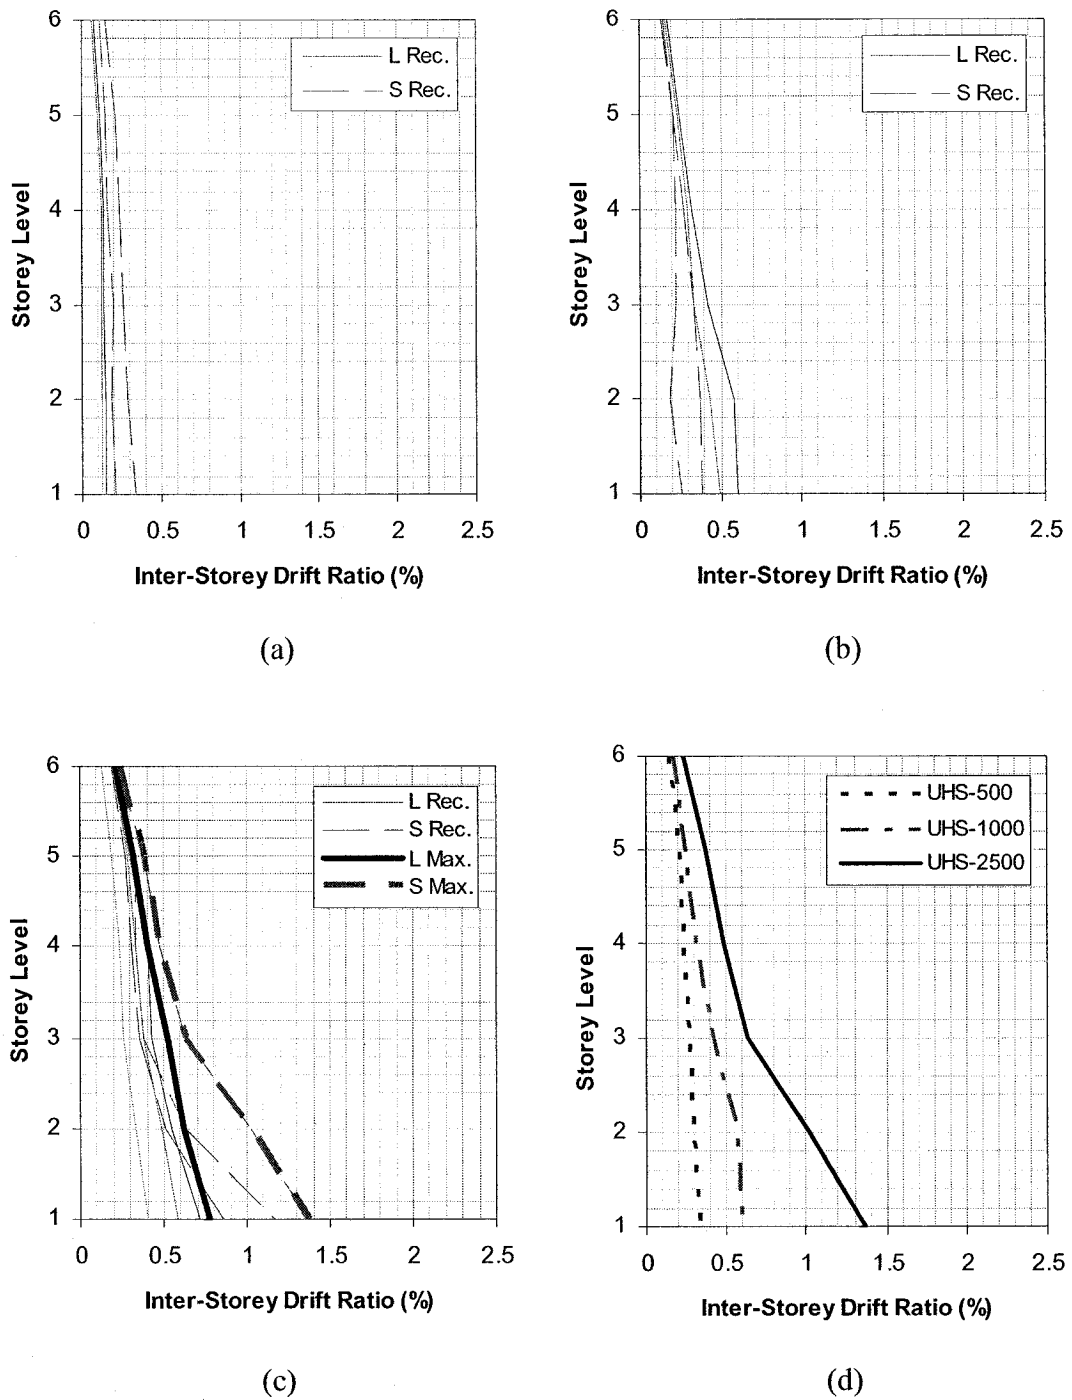 6
5
4
3
2
1
Storey Level
L Rec.
S Rec.
0 0.5 1 1.5 2 2.5
Inter-Storey Drift Ratio (%)
(a)
6
5
4
3
2
1
Storey Level
L Rec.
S Rec.
0 0.5 1 1.5 2 2.5
Inter-Storey Drift Ratio (%)
(b)
6
5
4
3
2
1
Storey Level
L Rec.
S Rec.
L Max.
S Max.
0 0.5 1 1.5 2 2.5
Inter-Storey Drift Ratio (%)
(c)
6
5
4
3
2
1
Storey Level
UHS-500
UHS-1000
UHS-2500
0 0.5 1 1.5 2 2.5
Inter-Storey Drift Ratio (%)
(d)